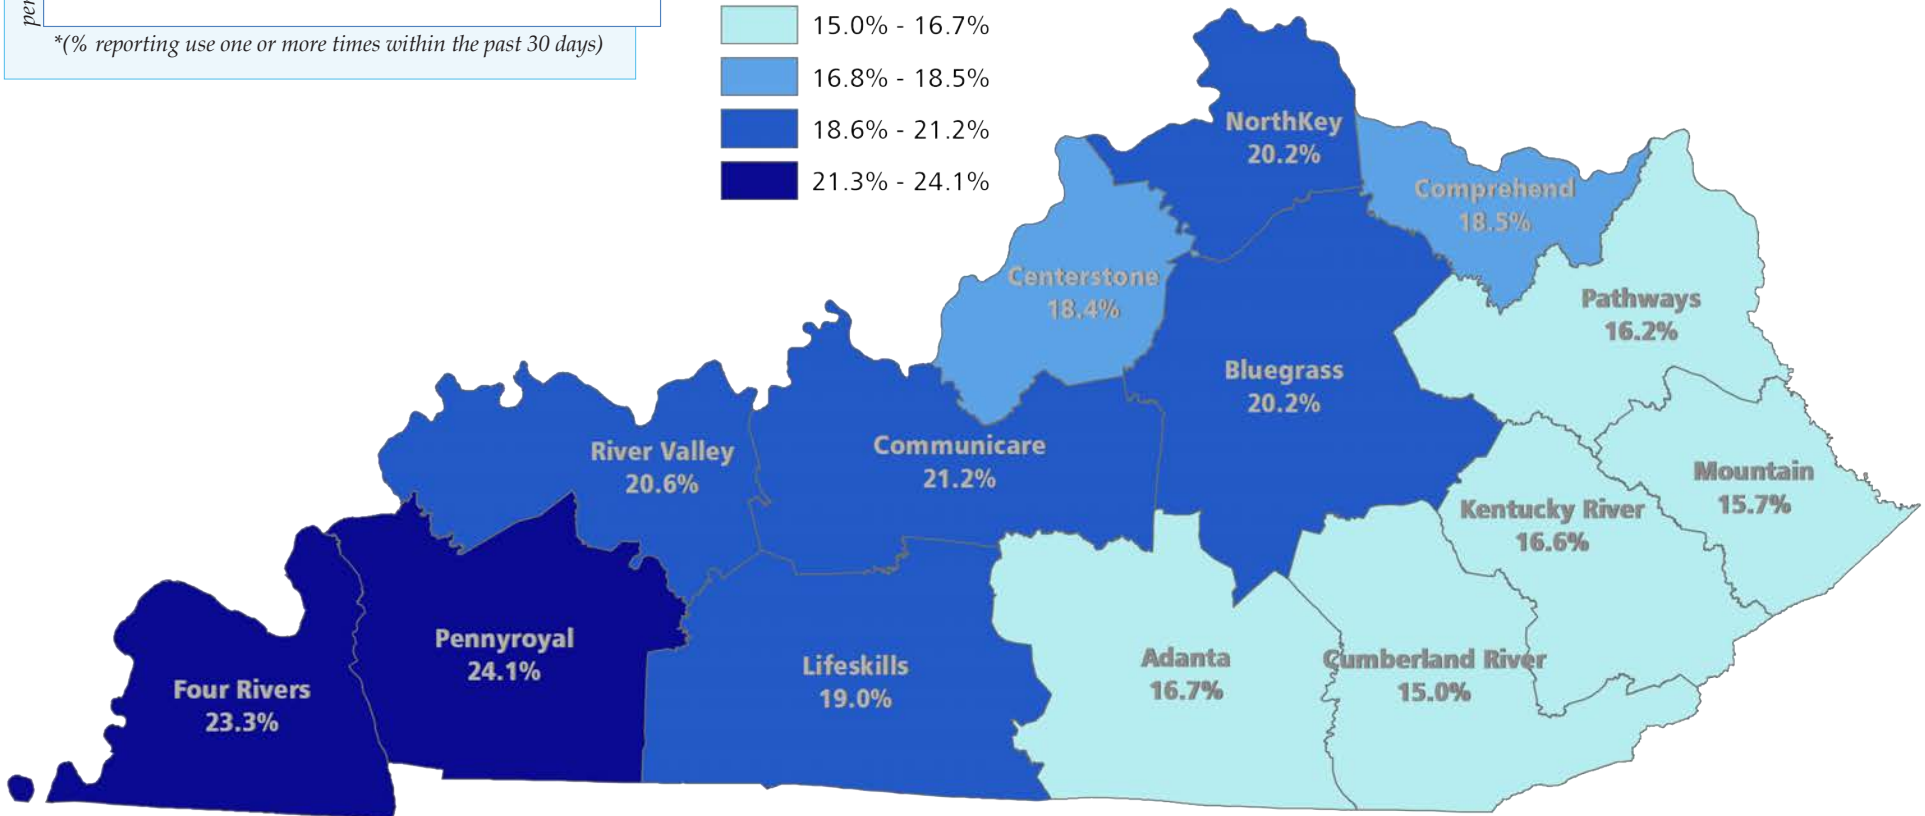 *(% reporting use one or more times within the past 30 days)
15.0% - 16.7%
16.8% - 18.5%
18.6% - 21.2%
21.3% - 24.1%
NorthKey
20.2%
Comprehend
18.5%
Centerstone
18.4%
Pathways
16.2%
Bluegrass
20.2%
River Valley
20.6%
Communicare
21.2%
Mountain
15.7%
Kentucky River
16.6%
Pennyroyal
24.1%
Four Rivers
23.3%
Lifeskills
19.0%
Adanta
16.7%
Cumberland River
15.0%